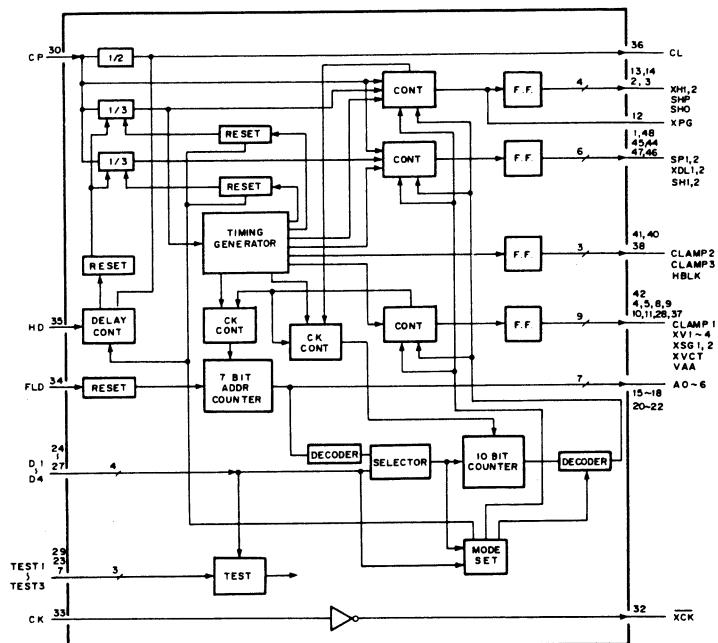 30
CP
1/2
36
CL
CONT
F.F.
4
13,14
2,3
XH1,2
SHP
SHO
12
XPG
1/3
RESET
1/3
CONT
F.F.
6
1,48
45,44
47,46
SP1,2
XDL1,2
SH1,2
RESET
TIMING
GENERATOR
F.F.
3
41,40
38
CLAMP2
CLAMP3
HBLK
RESET
35
HD
DELAY
CONT
CK
CONT
CK
CONT
CONT
F.F.
9
42
4,5,8,9
10,11,28,37
CLAMP1
XV1~4
XSG1,2
XVCT
VAA
34
FLD
RESET
7 BIT
ADDR
COUNTER
7
A0~6
15~18
20~22
24
~
27
D1
~
D4
4
DECODER
SELECTOR
10 BIT
COUNTER
DECODER
MODE
SET
29
23
7
TEST1
~
TEST3
3
TEST
CK
33
32
XCK